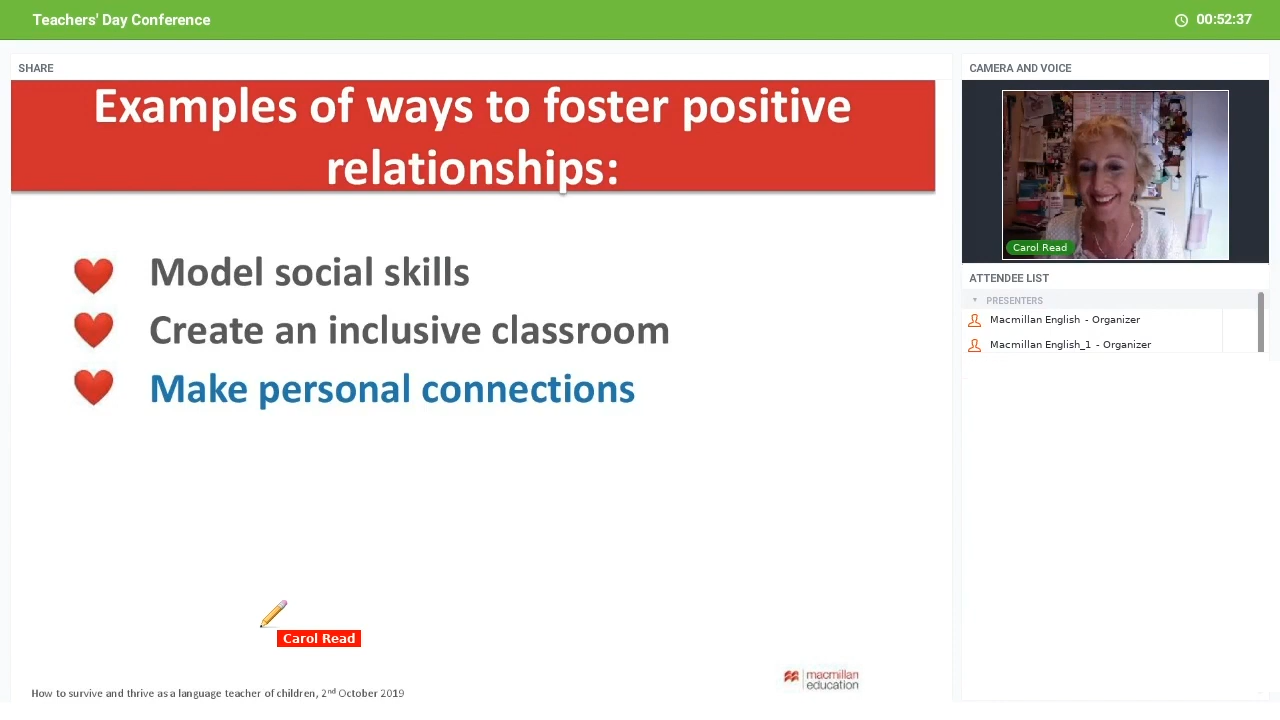 Teachers' Day Conference
00:52:37
SHARE
Examples of ways to foster positive
relationships:
Model social skills
Create an inclusive classroom
Make personal connections
Carol Read
How to survive and thrive as a language teacher of children, 2nd October 2019
macmillan
education
CAMERA AND VOICE
Carol Read
ATTENDEE LIST
PRESENTERS
Macmillan English - Organizer
Macmillan English_1 - Organizer